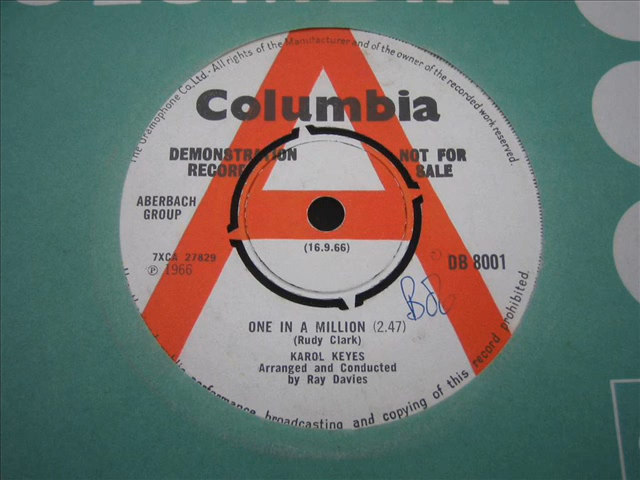 The Gramophone Co. Ltd.- All rights of the Manufacturer and of the owner of the recorded work reserved.
Columbia
DEMONSTRATION NOT FOR
RECORD SALE
A
ABERBACH
GROUP
(16.9.66)
7XCA 27829
Ⓟ 1966
DB 8001
ONE IN A MILLION (2.47)
(Rudy Clark)
KAROL KEYES
Arranged and Conducted
by Ray Davies
performance broadcasting and copying of this record prohibited.